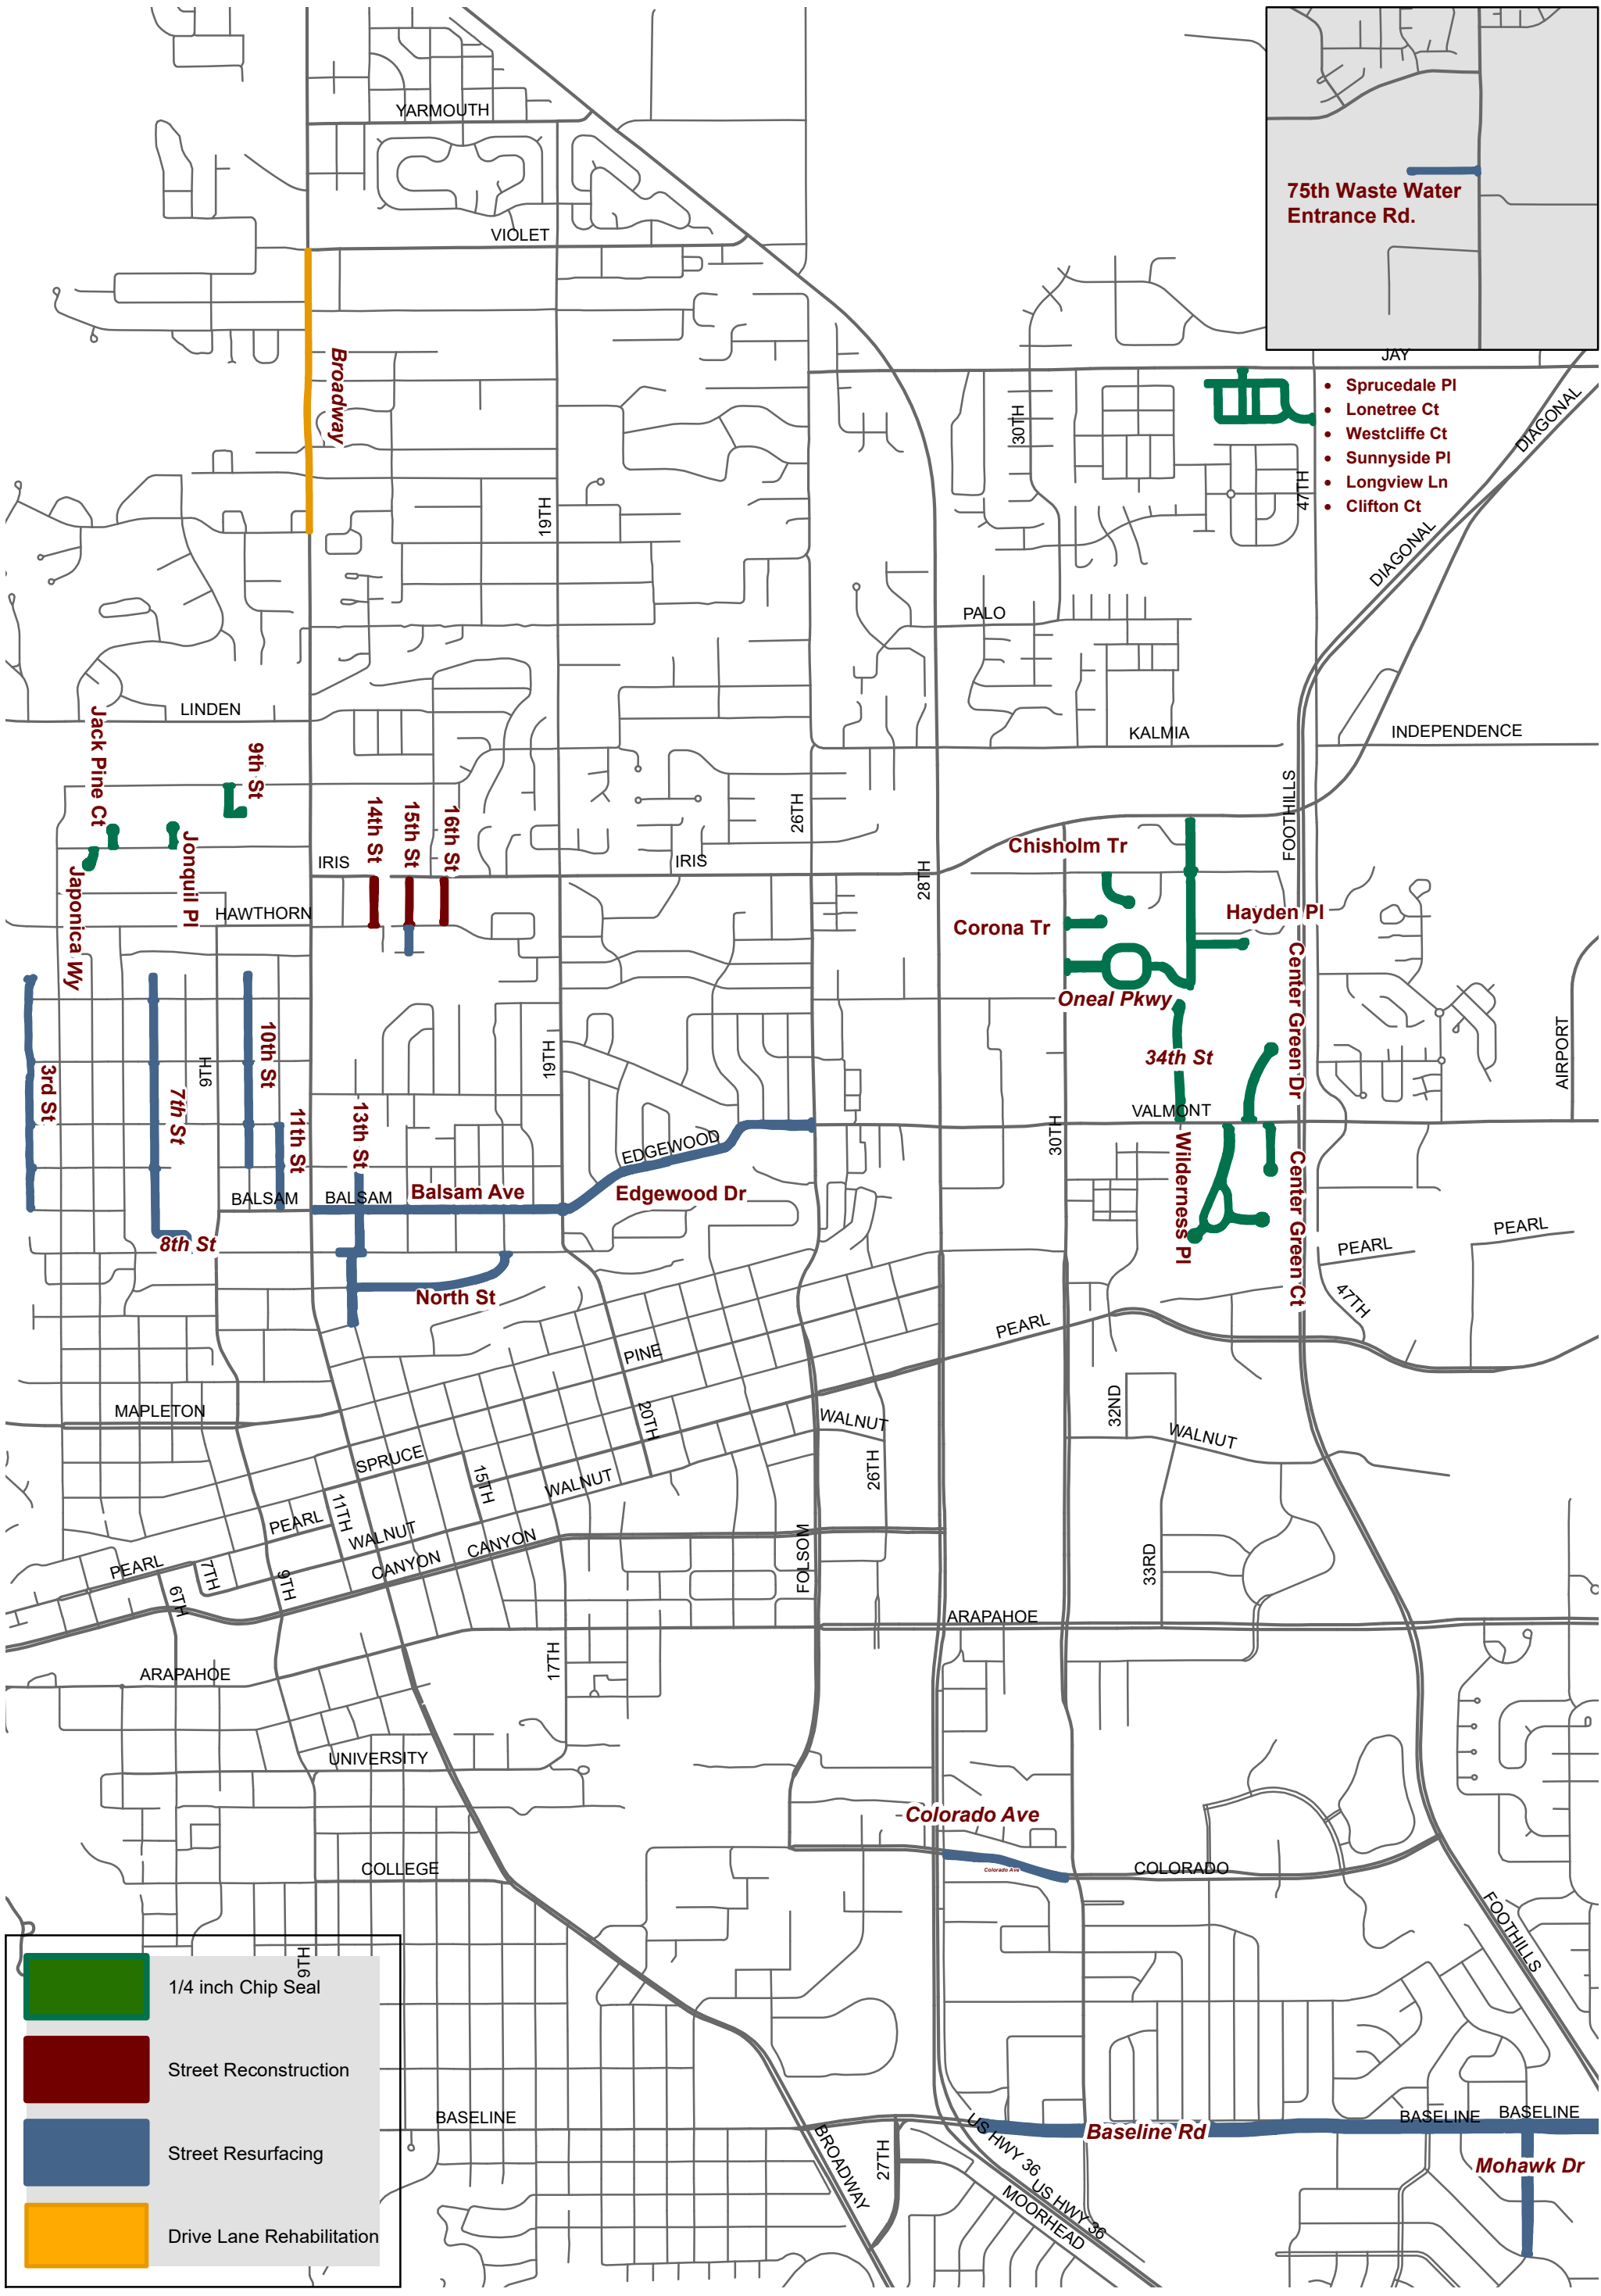 YARMOUTH
VIOLET
75th Waste Water
Entrance Rd.
Broadway
JAY
• Sprucedale Pl
• Lonetree Ct
• Westcliffe Ct
• Sunnyside Pl
• Longview Ln
• Clifton Ct
DIAGONAL
30TH
47TH
19TH
DIAGONAL
PALO
LINDEN
KALMIA
INDEPENDENCE
Jack Pine Ct
9th St
FOOTHILLS
26TH
14th St
15th St
16th St
Jonquil Pl
Japonica Wy
IRIS
IRIS
28TH
Chisholm Tr
HAWTHORN
Hayden Pl
Corona Tr
Center Green Dr
Oneal Pkwy
34th St
AIRPORT
3rd St
7th St
9TH
10th St
11th St
13th St
19TH
30TH
VALMONT
EDGEWOOD
Wilderness Pl
Center Green Ct
BALSAM
BALSAM
Balsam Ave
Edgewood Dr
8th St
North St
PEARL
PEARL
47TH
PEARL
PINE
MAPLETON
20TH
WALNUT
32ND
WALNUT
SPRUCE
15TH
WALNUT
26TH
11TH
PEARL
WALNUT
CANYON
CANYON
FOLSOM
33RD
PEARL
7TH
6TH
9TH
ARAPAHOE
17TH
ARAPAHOE
UNIVERSITY
Colorado Ave
Colorado Ave
COLORADO
COLLEGE
FOOTHILLS
9TH
1/4 inch Chip Seal
Street Reconstruction
Street Resurfacing
Drive Lane Rehabilitation
BASELINE
BROADWAY
27TH
US HWY 36
US HWY 36
MOORHEAD
Baseline Rd
BASELINE
BASELINE
Mohawk Dr